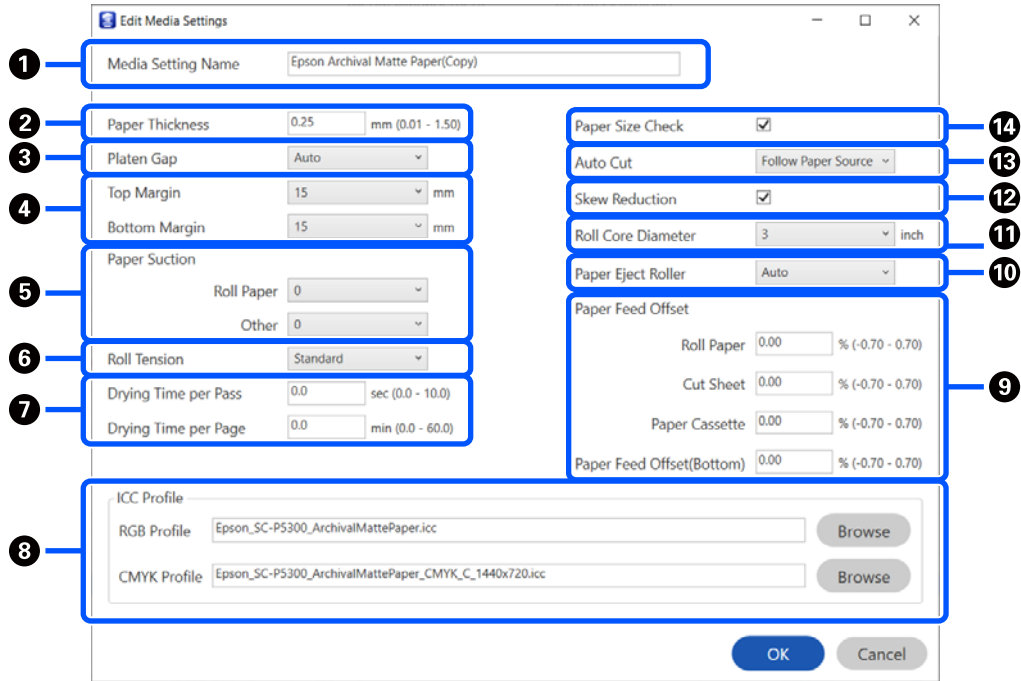 Edit Media Settings
1 Media Setting Name Epson Archival Matte Paper(Copy)
2 Paper Thickness 0.25 mm (0.01 - 1.50)
3 Platen Gap Auto
4 Top Margin 15 mm
Bottom Margin 15 mm
5 Paper Suction
Roll Paper 0
Other 0
6 Roll Tension Standard
7 Drying Time per Pass 0.0 sec (0.0 - 10.0)
Drying Time per Page 0.0 min (0.0 - 60.0)
Paper Size Check 14
Auto Cut Follow Paper Source 13
Skew Reduction 12
Roll Core Diameter 3 inch 11
Paper Eject Roller Auto 10
Paper Feed Offset 9
Roll Paper 0.00 % (-0.70 - 0.70)
Cut Sheet 0.00 % (-0.70 - 0.70)
Paper Cassette 0.00 % (-0.70 - 0.70)
Paper Feed Offset(Bottom) 0.00 % (-0.70 - 0.70)
8 ICC Profile
RGB Profile Epson_SC-P5300_ArchivalMattePaper.icc Browse
CMYK Profile Epson_SC-P5300_ArchivalMattePaper_CMYK_C_1440x720.icc Browse
OK Cancel